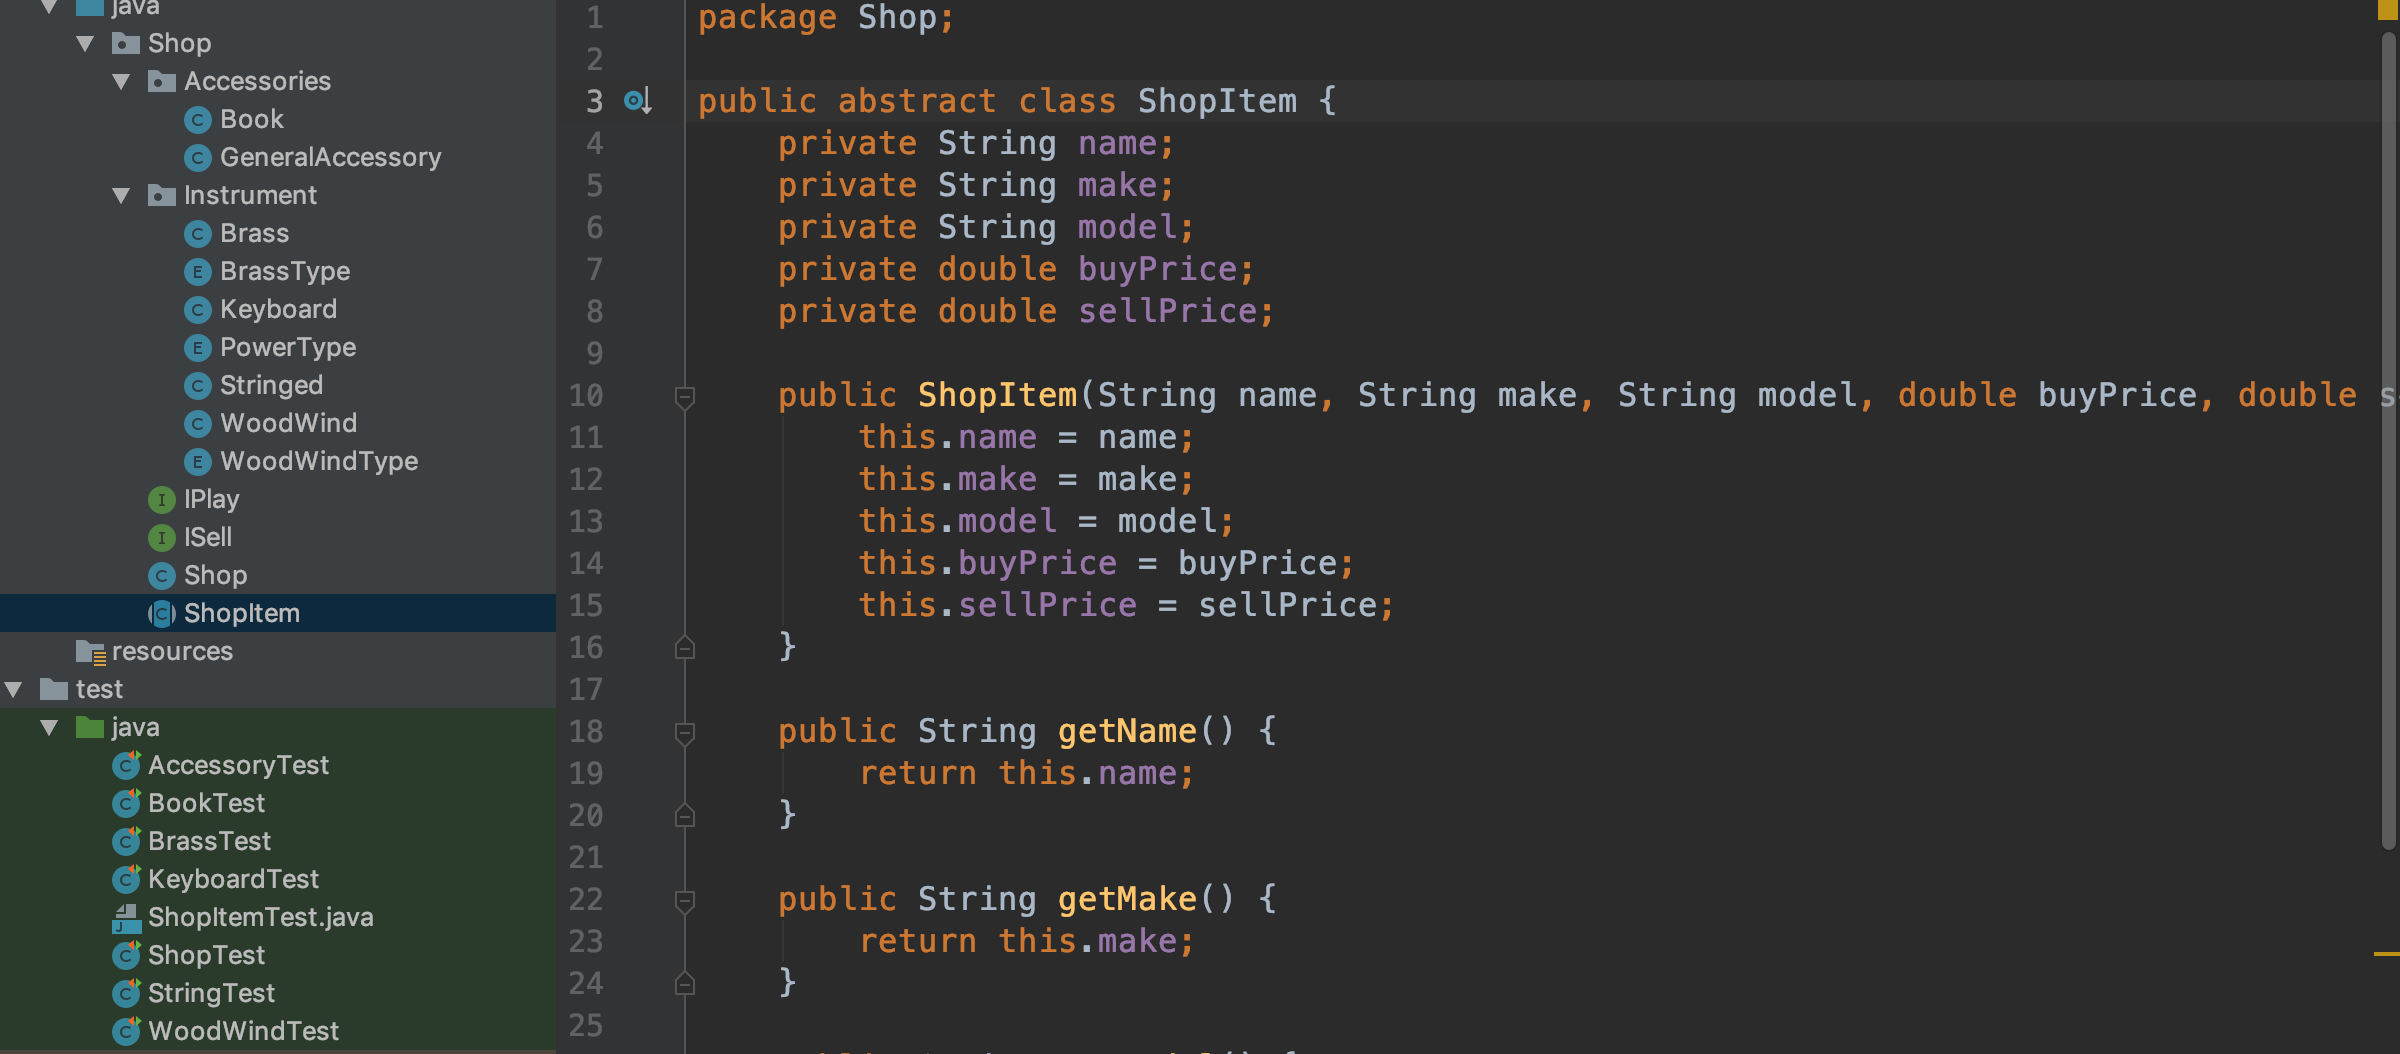 java
Shop
Accessories
Book
GeneralAccessory
Instrument
Brass
BrassType
Keyboard
PowerType
Stringed
WoodWind
WoodWindType
IPlay
ISell
Shop
ShopItem
resources
test
java
AccessoryTest
BookTest
BrassTest
KeyboardTest
ShopItemTest.java
ShopTest
StringTest
WoodWindTest
1 package Shop;
2
3 public abstract class ShopItem {
4 private String name;
5 private String make;
6 private String model;
7 private double buyPrice;
8 private double sellPrice;
9
10 public ShopItem(String name, String make, String model, double buyPrice, double s
11 this.name = name;
12 this.make = make;
13 this.model = model;
14 this.buyPrice = buyPrice;
15 this.sellPrice = sellPrice;
16 }
17
18 public String getName() {
19 return this.name;
20 }
21
22 public String getMake() {
23 return this.make;
24 }
25